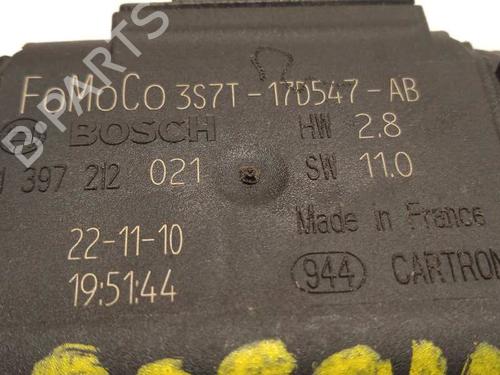 FoMoCo 3S7T-17D547-AB
BOSCH HW 2.8
397 212 021 SW 11.0
Made in France
22-11-10
944 CARTRON
19:51:44
B-PARTS